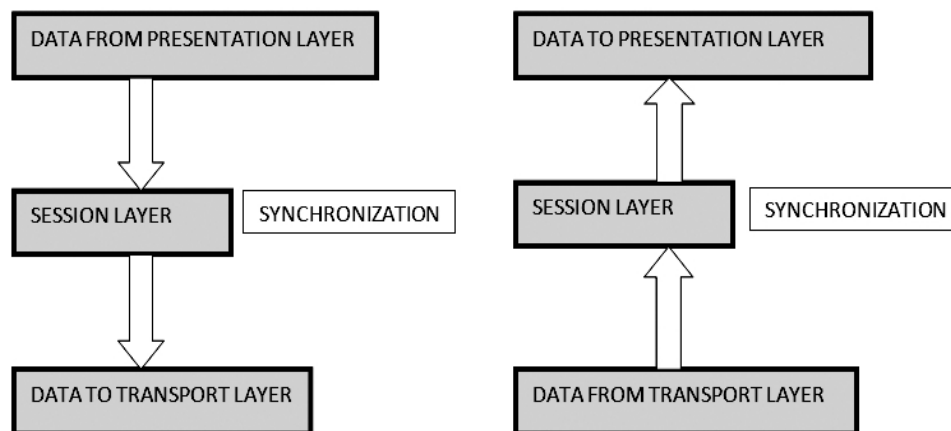 DATA FROM PRESENTATION LAYER
DATA TO PRESENTATION LAYER
SESSION LAYER
SYNCHRONIZATION
SESSION LAYER
SYNCHRONIZATION
DATA TO TRANSPORT LAYER
DATA FROM TRANSPORT LAYER